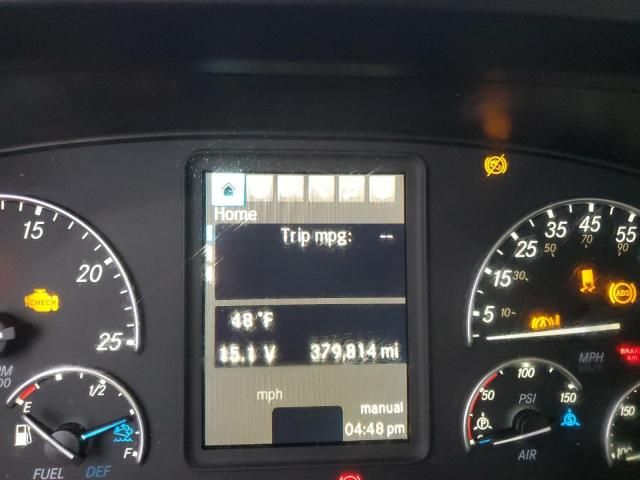 Home
Trip mpg: --
48 °F
15.1 V 379,814 mi
mph
manual
04:48 pm
15
20
25
CHECK
E
1/2
F
FUEL
DEF
5
15
25
35
45
55
10
30
50
70
90
ABS
MPH
BRAKE
AIR
50
100
150
PSI
P
S
AIR
150
100